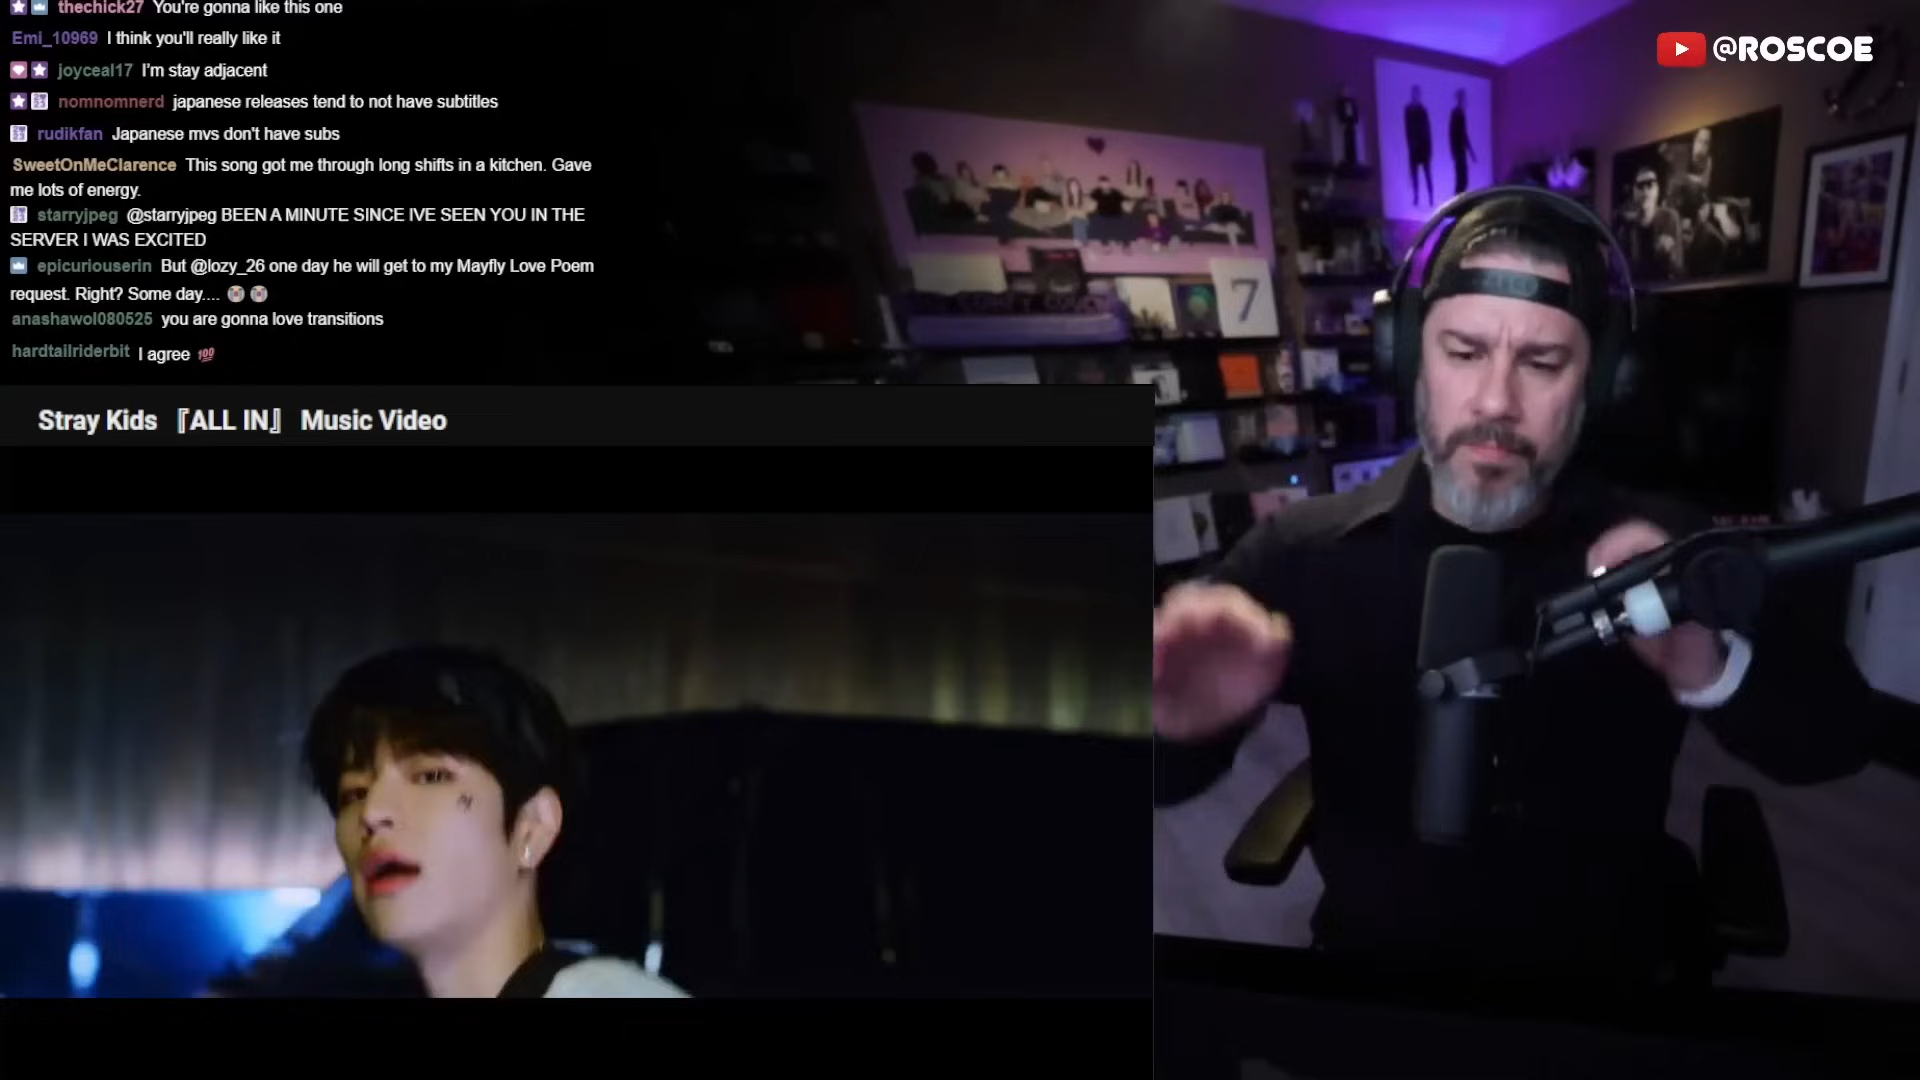 thechick27 You're gonna like this one
Emi_10969 I think you'll really like it
joyceal17 I'm stay adjacent
nomnomnerd japanese releases tend to not have subtitles
rudikfan Japanese mvs don't have subs
SweetOnMeClarence This song got me through long shifts in a kitchen. Gave
me lots of energy.
starryjpeg @starryjpeg BEEN A MINUTE SINCE IVE SEEN YOU IN THE
SERVER I WAS EXCITED
epicuriouserin But @lozy_26 one day he will get to my Mayfly Love Poem
request. Right? Some day.... 😭 😭
anashawol080525 you are gonna love transitions
hardtailriderbit I agree 💯
@ROSCOE
7
Stray Kids 『ALL IN』 Music Video